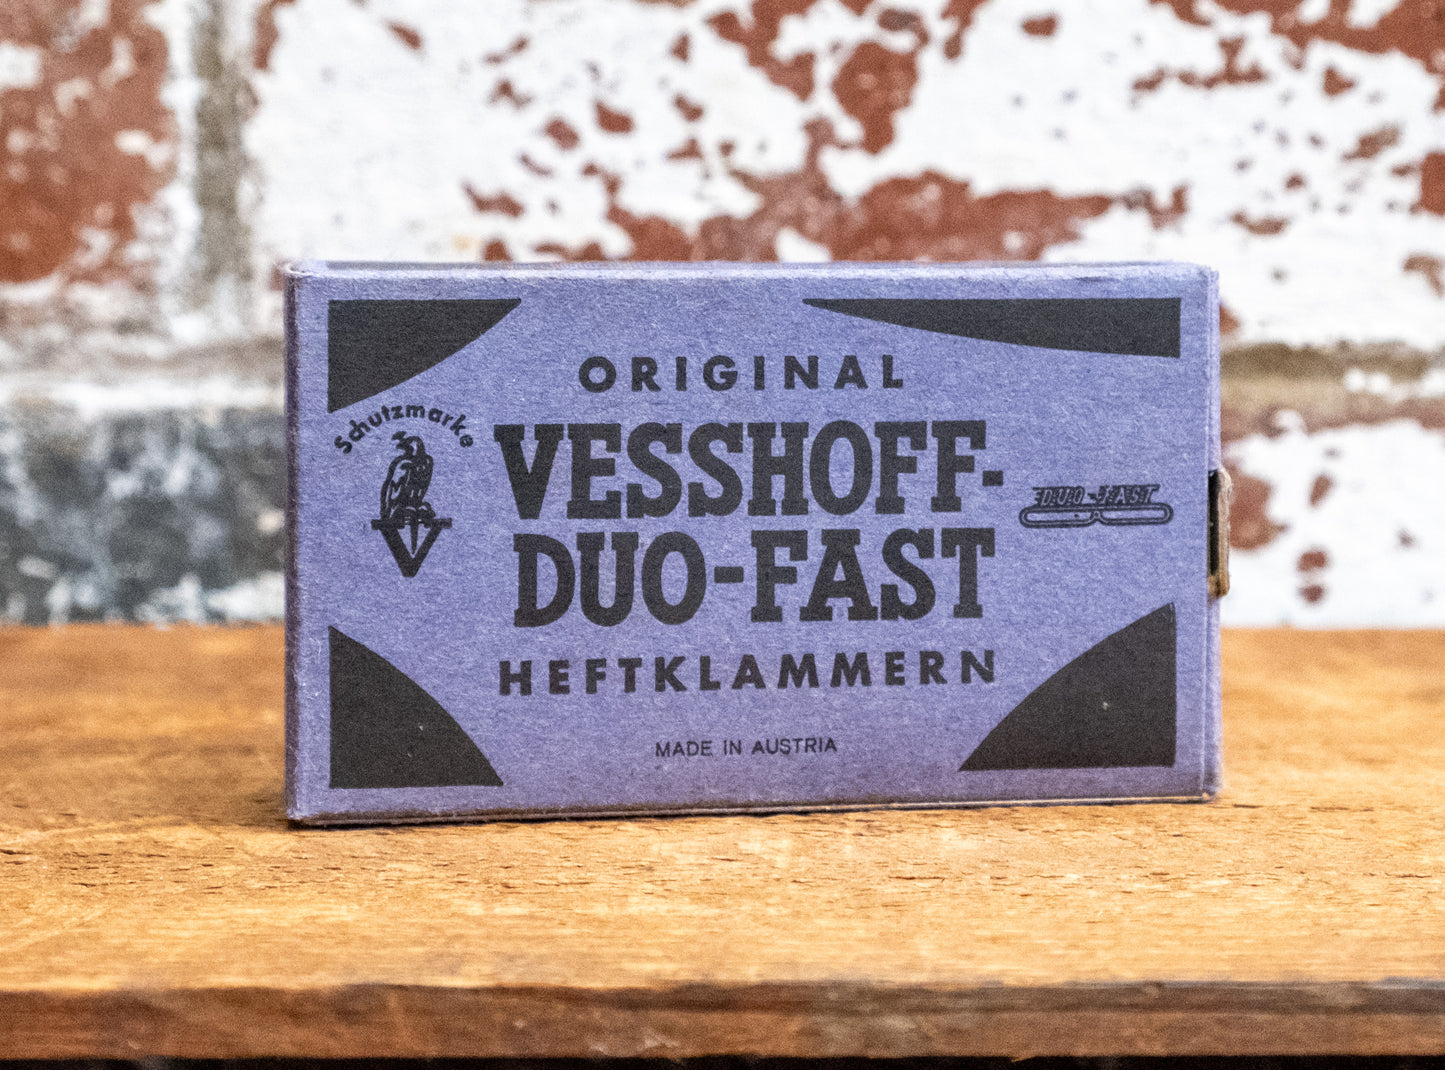 ORIGINAL
Schutzmarke
VESSHOFF-
DUO-FAST
DUO-FAST
HEFTKLAMMERN
MADE IN AUSTRIA